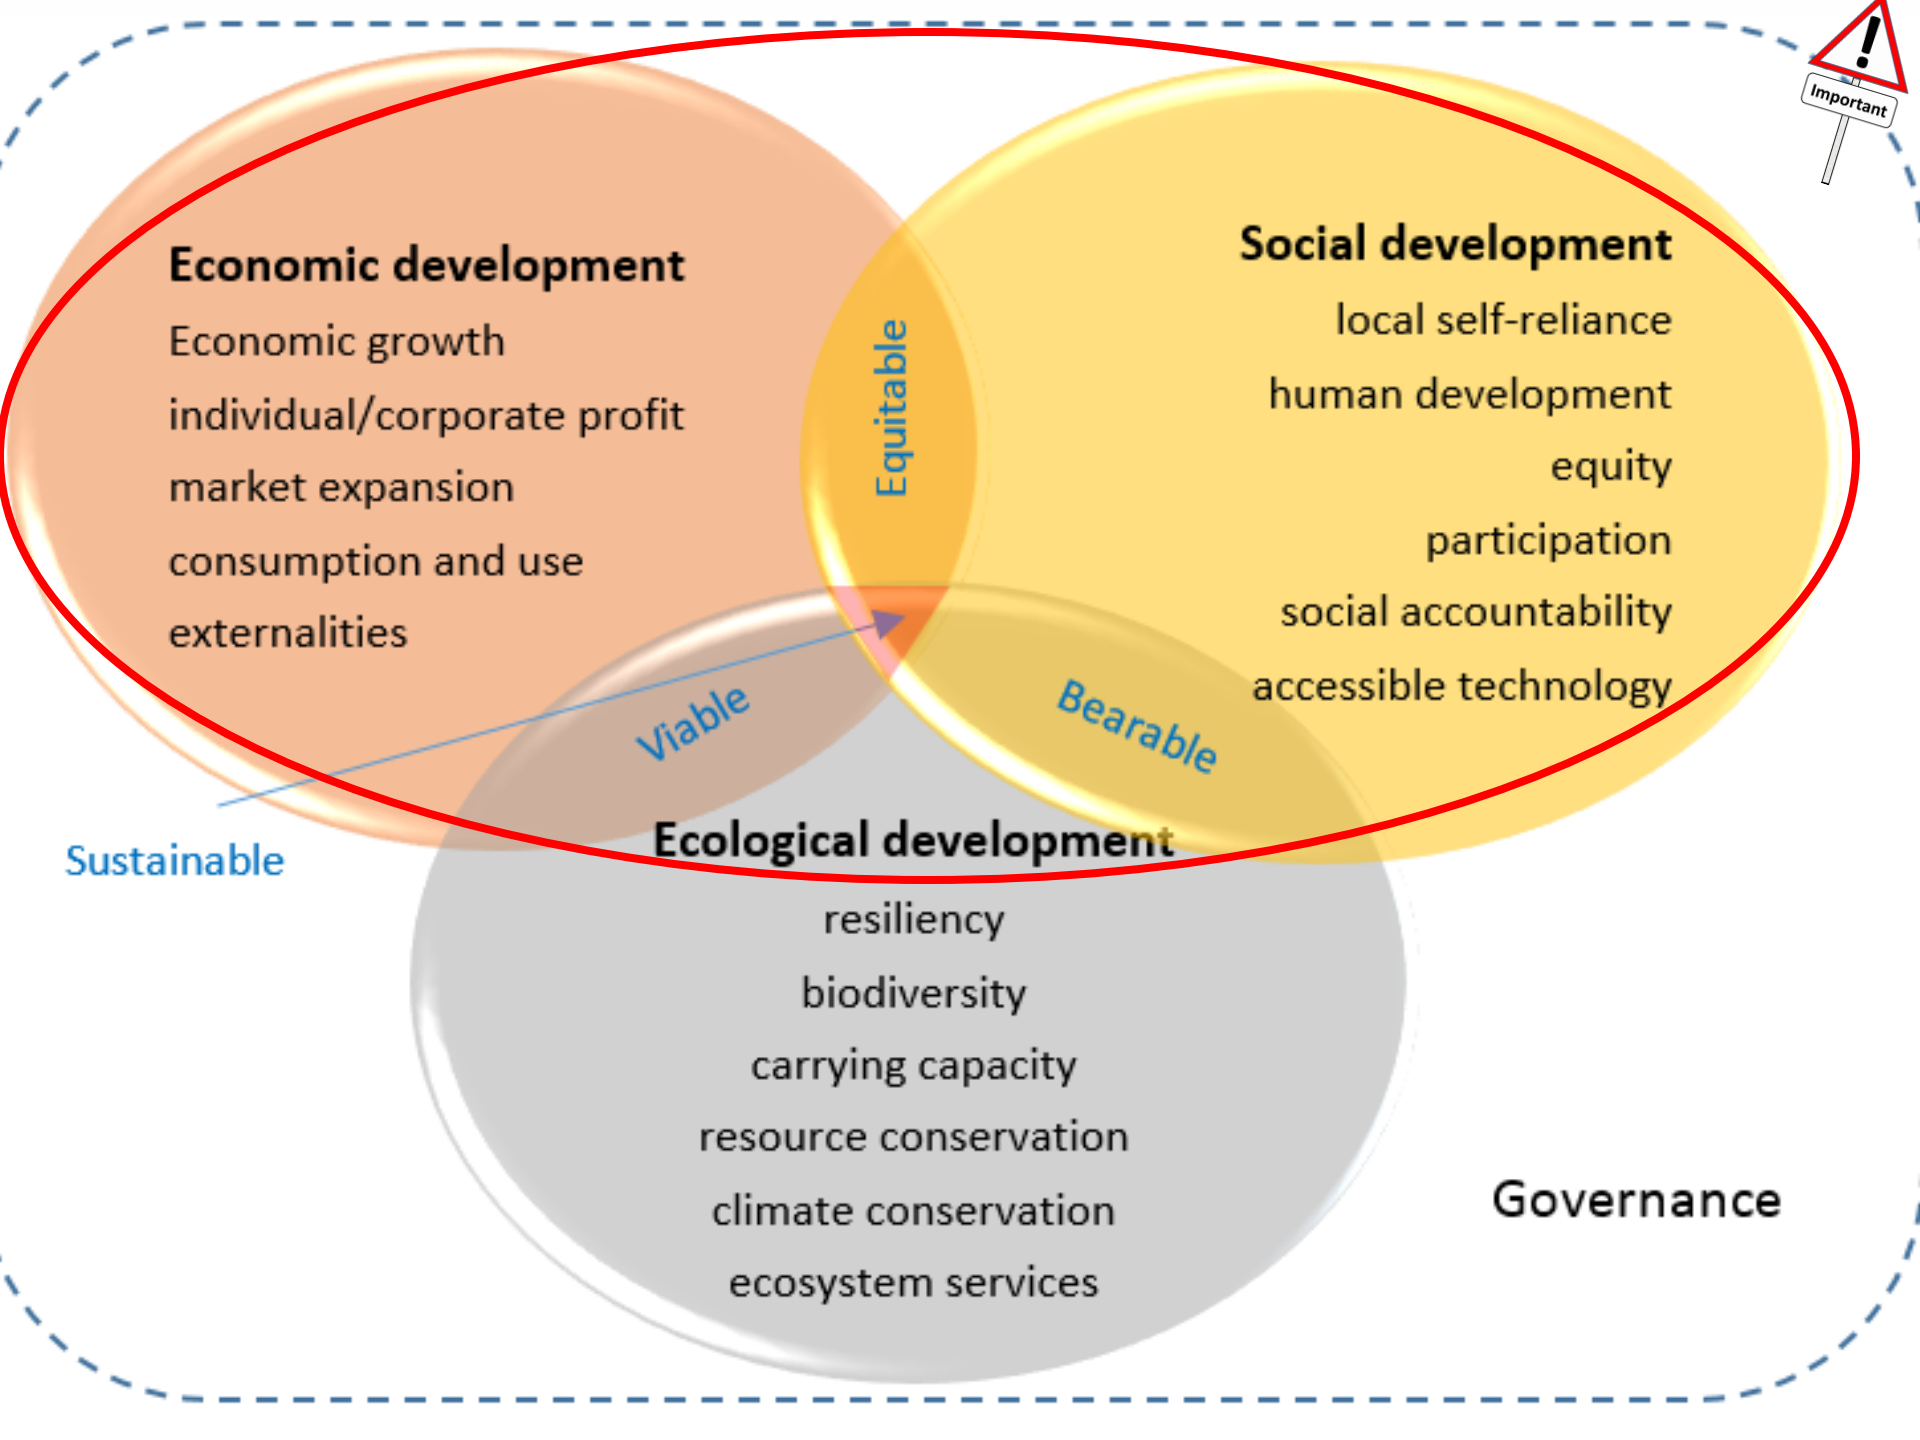 Important
Economic development
Economic growth
individual/corporate profit
market expansion
consumption and use
externalities
Equitable
Social development
local self-reliance
human development
equity
participation
social accountability
accessible technology
Viable
Bearable
Sustainable
Ecological development
resiliency
biodiversity
carrying capacity
resource conservation
climate conservation
ecosystem services
Governance